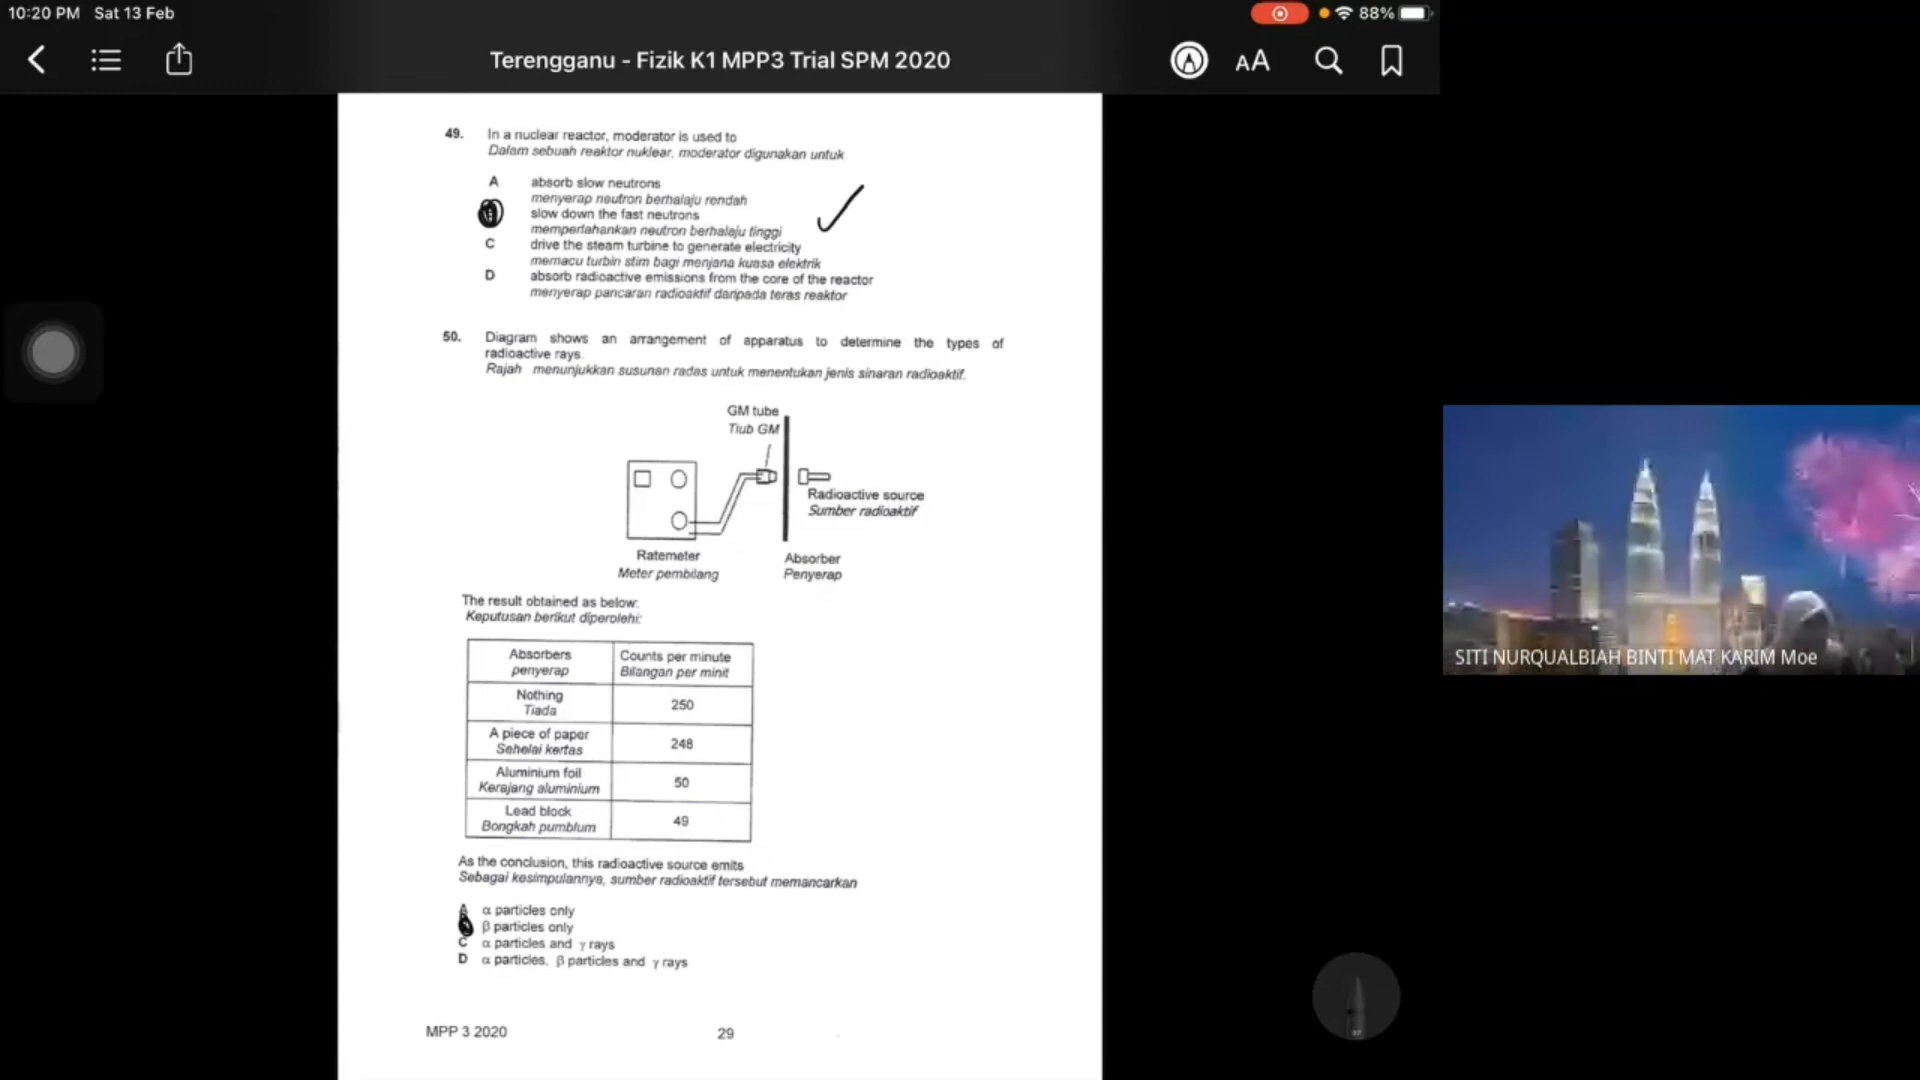 10:20 PM Sat 13 Feb
88%
Terengganu - Fizik K1 MPP3 Trial SPM 2020
AA
49. In a nuclear reactor, moderator is used to
Dalam sebuah reaktor nuklear, moderator digunakan untuk
A absorb slow neutrons
menyerap neutron berhalaju rendah
slow down the fast neutrons
memperlahankan neutron berhalaju tinggi
C drive the steam turbine to generate electricity
memacu turbin stim bagi menjana kuasa elektrik
D absorb radioactive emissions from the core of the reactor
menyerap pancaran radioaktif daripada teras reaktor
50. Diagram shows an arrangement of apparatus to determine the types of
radioactive rays.
Rajah menunjukkan susunan radas untuk menentukan jenis sinaran radioaktif.
GM tube
Tiub GM
Radioactive source
Sumber radioaktif
Ratemeter
Meter pembilang
Absorber
Penyerap
The result obtained as below:
Keputusan berikut diperolehi:
Absorbers
penyerap
Counts per minute
Bilangan per minit
Nothing
Tiada
250
A piece of paper
Sehelai kertas
248
Aluminium foil
Kerajang aluminium
50
Lead block
Bongkah pumblum
49
As the conclusion, this radioactive source emits
Sebagai kesimpulannya, sumber radioaktif tersebut memancarkan
A α particles only
β particles only
C α particles and γ rays
D α particles, β particles and γ rays
MPP 3 2020
29
SITI NURQUALBIAH BINTI MAT KARIM Moe